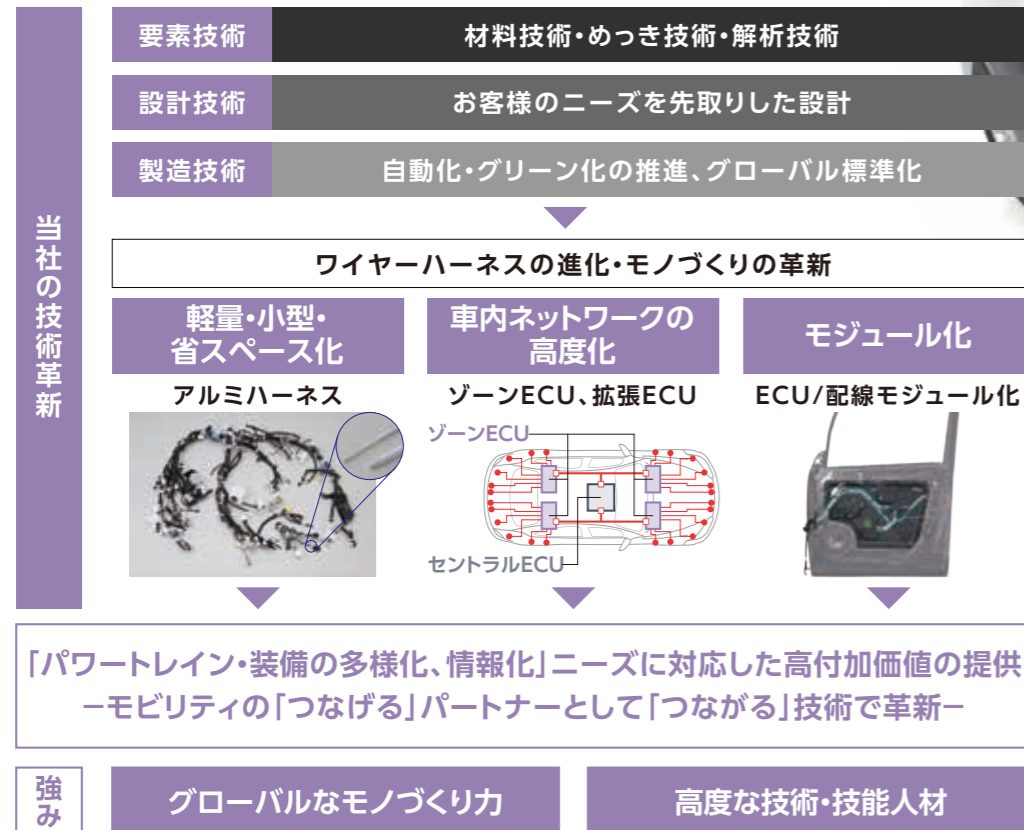 当社の技術革新
要素技術
材料技術・めっき技術・解析技術
設計技術
お客様のニーズを先取りした設計
製造技術
自動化・グリーン化の推進、グローバル標準化
ワイヤーハーネスの進化・モノづくりの革新
軽量・小型・
省スペース化
アルミハーネス
車内ネットワークの
高度化
ゾーンECU、拡張ECU
ゾーンECU
セントラルECU
モジュール化
ECU/配線モジュール化
「パワートレイン・装備の多様化、情報化」ニーズに対応した高付加価値の提供
−モビリティの「つなげる」パートナーとして「つながる」技術で革新−
強み
グローバルなモノづくり力
高度な技術・技能人材